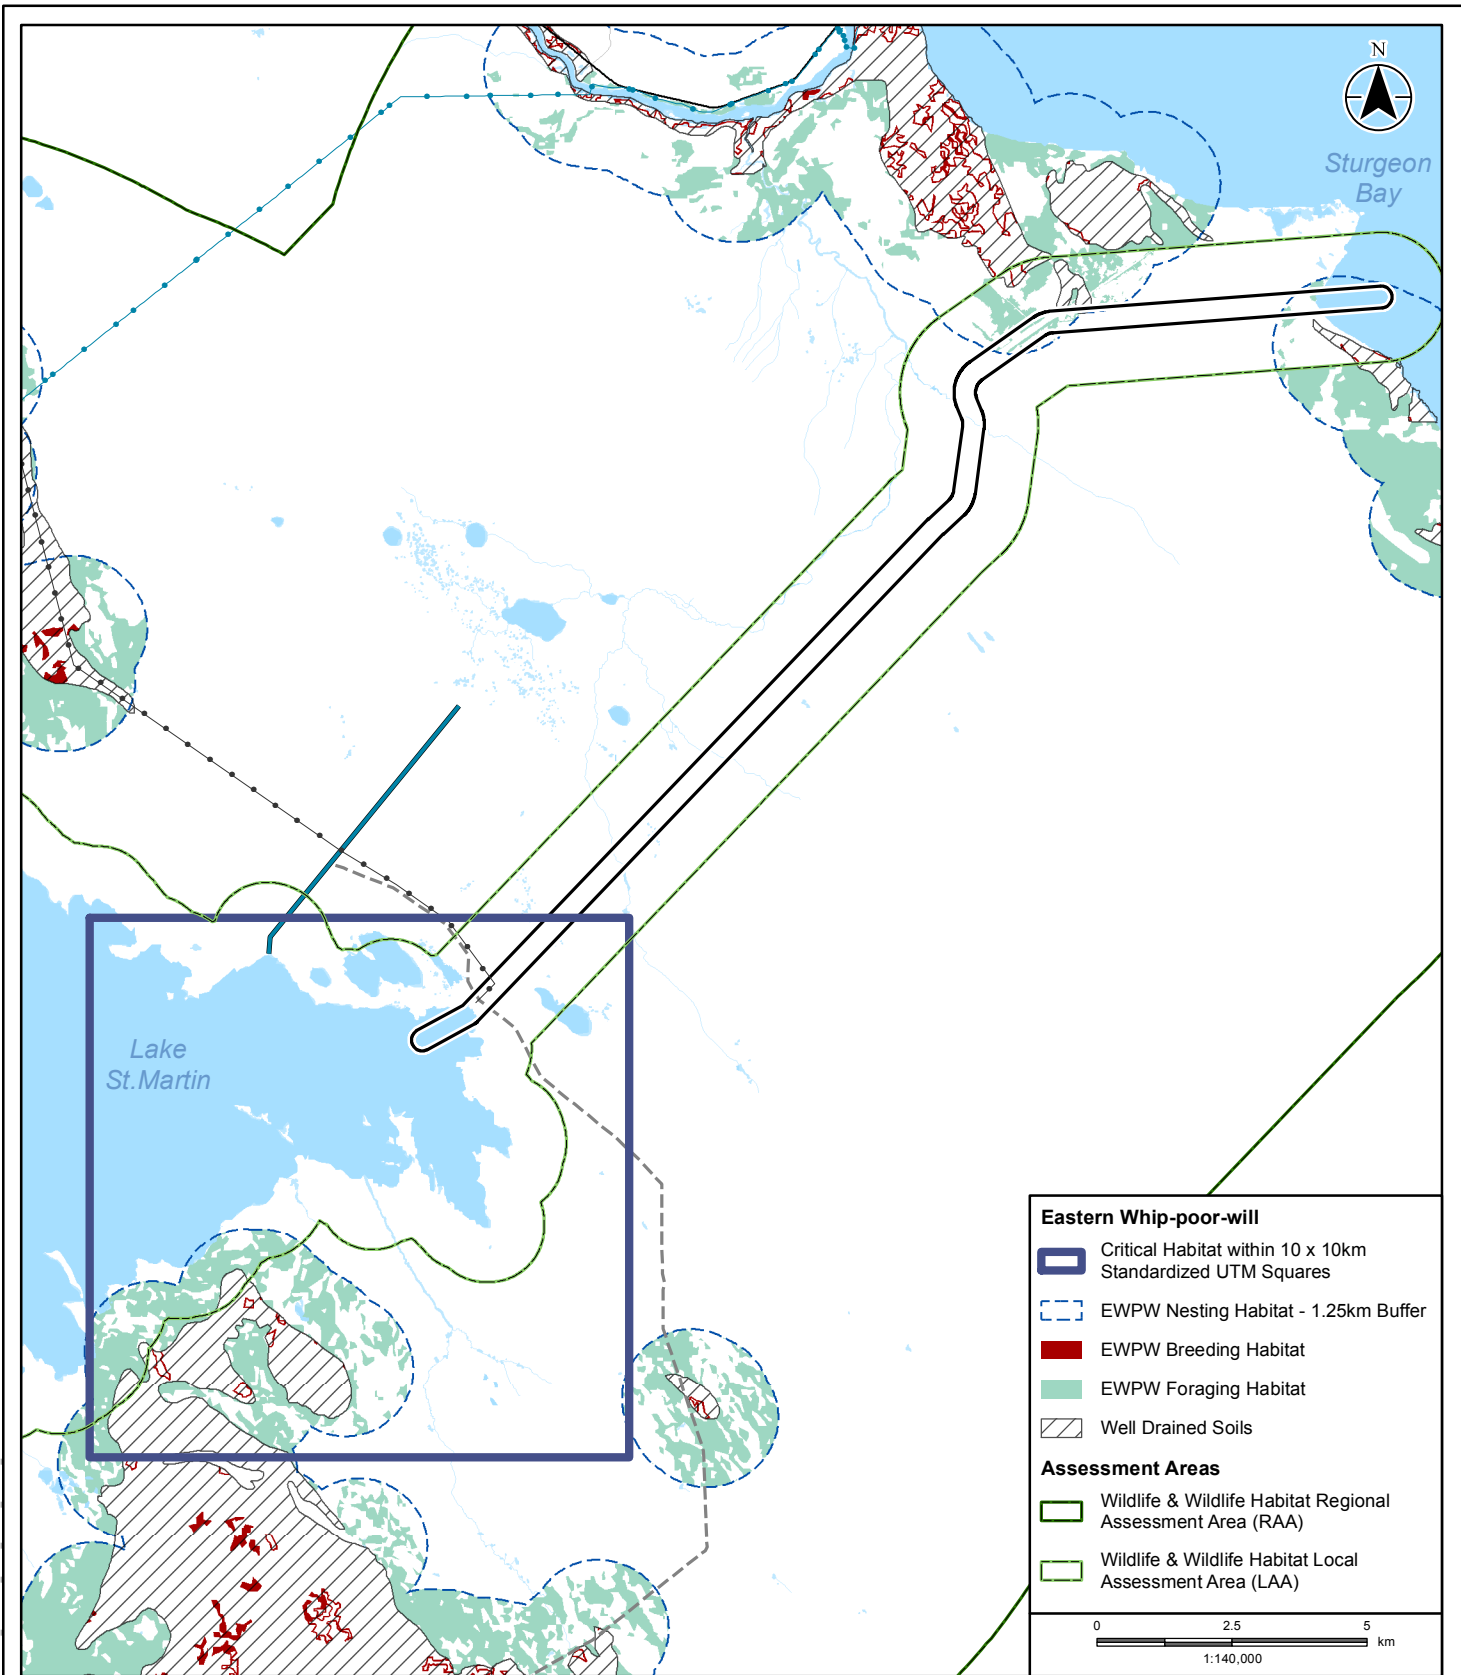 N
Sturgeon
Bay
Lake
St.Martin
Eastern Whip-poor-will
Critical Habitat within 10 x 10km
Standardized UTM Squares
EWPW Nesting Habitat - 1.25km Buffer
EWPW Breeding Habitat
EWPW Foraging Habitat
Well Drained Soils
Assessment Areas
Wildlife & Wildlife Habitat Regional
Assessment Area (RAA)
Wildlife & Wildlife Habitat Local
Assessment Area (LAA)
0 2.5 5
km
1:140,000